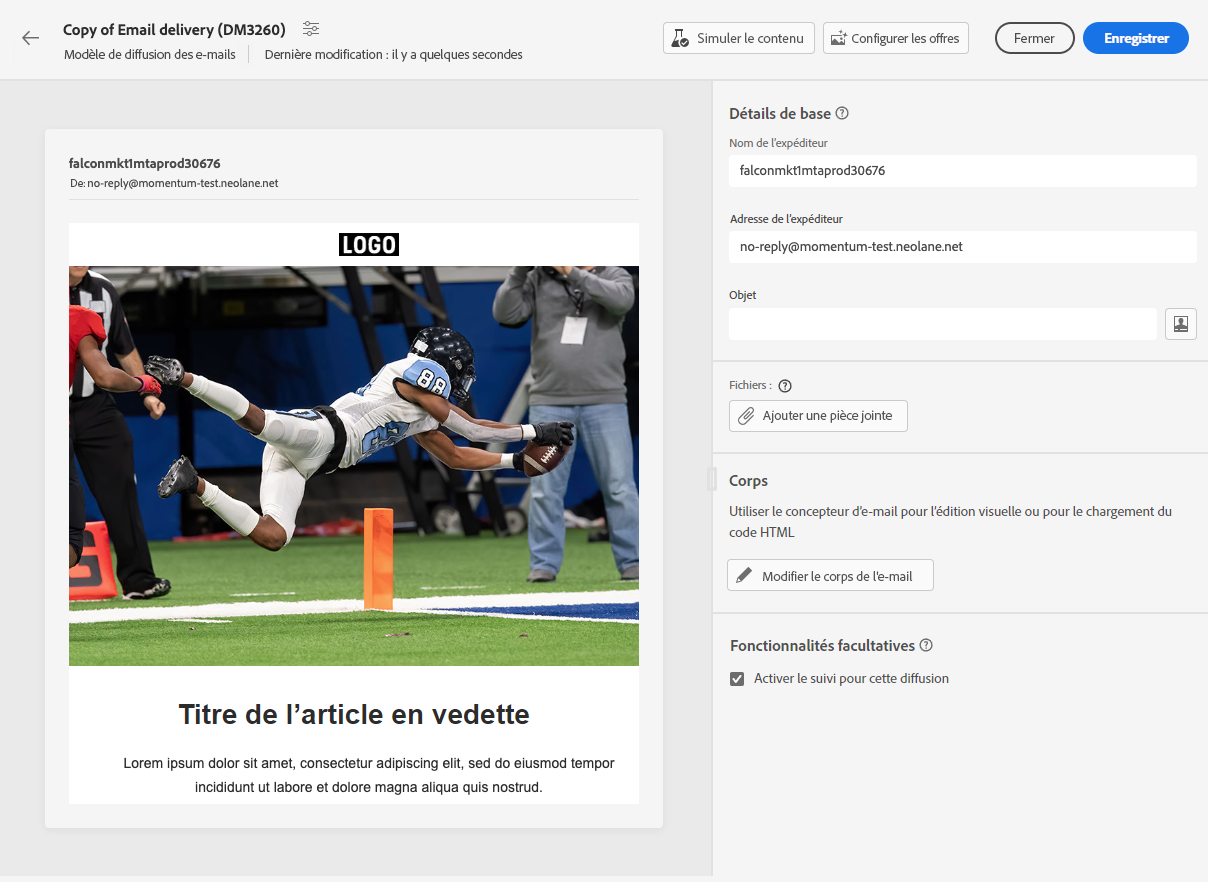 Copy of Email delivery (DM3260)
Modèle de diffusion des e-mails
Dernière modification : il y a quelques secondes
Simuler le contenu
Configurer les offres
Fermer
Enregistrer
falconmkt1mtaprod30676
De: no-reply@momentum-test.neolane.net
LOGO
88
Titre de l’article en vedette
Lorem ipsum dolor sit amet, consectetur adipiscing elit, sed do eiusmod tempor
incididunt ut labore et dolore magna aliqua quis nostrud.
Détails de base
Nom de l’expéditeur
falconmkt1mtaprod30676
Adresse de l’expéditeur
no-reply@momentum-test.neolane.net
Objet
Fichiers :
Ajouter une pièce jointe
Corps
Utiliser le concepteur d’e-mail pour l’édition visuelle ou pour le chargement du
code HTML
Modifier le corps de l'e-mail
Fonctionnalités facultatives
Activer le suivi pour cette diffusion